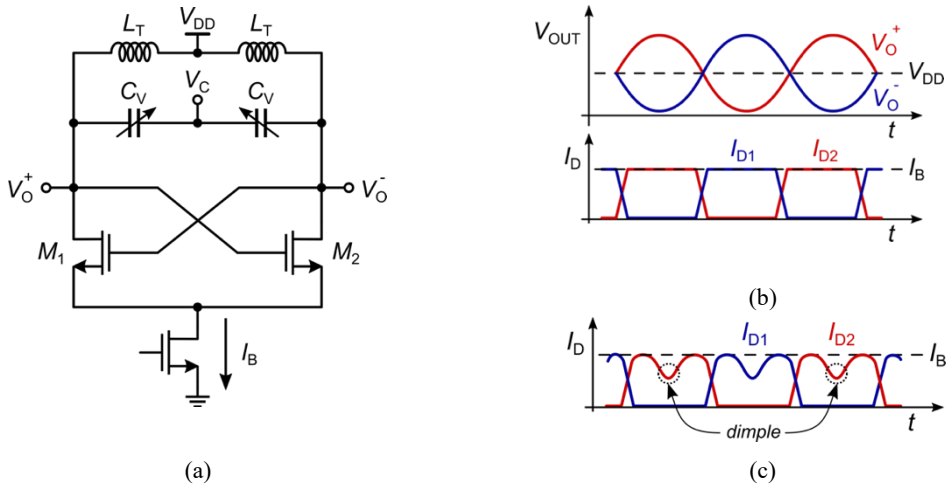 L_T
V_DD
L_T
C_V
V_C
C_V
V_O^+
V_O^-
M_1
M_2
I_B
(a)
V_OUT
V_O^+
V_DD
V_O^-
t
I_D
I_D1
I_D2
I_B
t
(b)
I_D
I_D1
I_D2
I_B
dimple
t
(c)